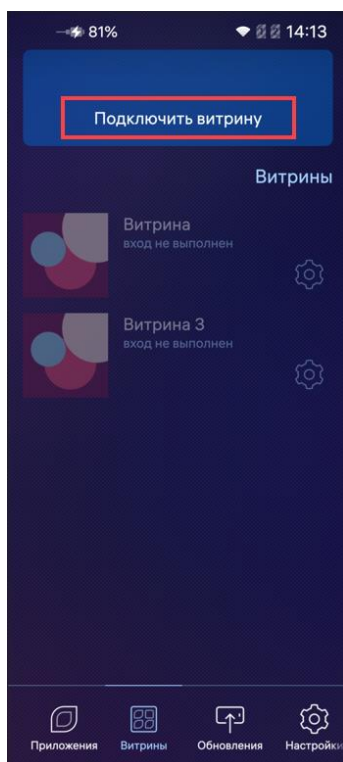 81%
14:13
Подключить витрину
Витрины
Витрина
вход не выполнен
Витрина 3
вход не выполнен
Приложения
Витрины
Обновления
Настройки